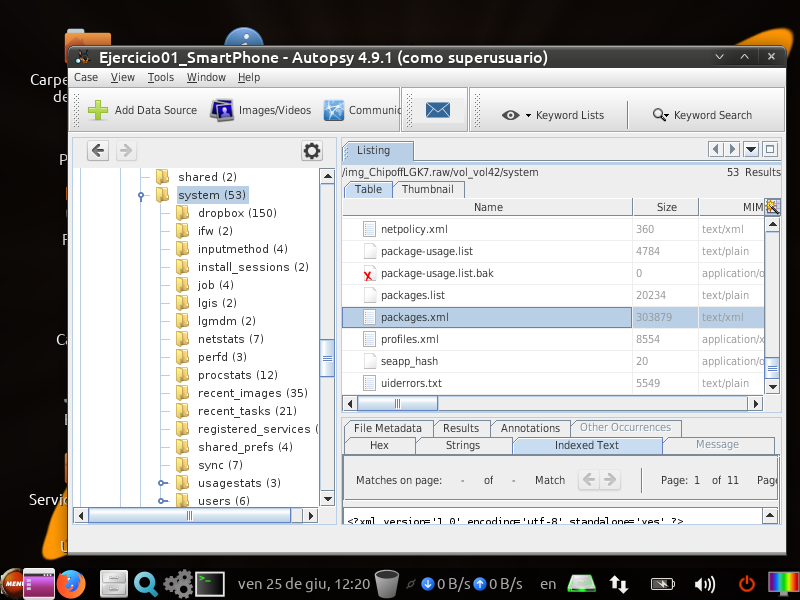 Ejercicio01_SmartPhone - Autopsy 4.9.1 (como superusuario)
Case View Tools Window Help
Add Data Source
Images/Videos
Communic
Keyword Lists
Keyword Search
Carpe
de
P
F
Ca
F
Servic
shared (2)
system (53)
dropbox (150)
ifw (2)
inputmethod (4)
install_sessions (2)
job (4)
lgis (2)
lgmdm (2)
netstats (7)
perfd (3)
procstats (12)
recent_images (35)
recent_tasks (21)
registered_services (
shared_prefs (4)
sync (7)
usagestats (3)
users (6)
Listing
/img_ChipoffLGK7.raw/vol_vol42/system
53 Results
Table Thumbnail
Name Size MIM
netpolicy.xml 360 text/xml
package-usage.list 4784 text/plain
package-usage.list.bak 0 application/o
packages.list 20234 text/plain
packages.xml 303879 text/xml
profiles.xml 8554 application/o
seapp_hash 20 application/o
uiderrors.txt 5549 text/plain
File Metadata Results Annotations Other Occurrences
Hex Strings Indexed Text Message
Matches on page: - of - Match Page: 1 of 11 Page
<?xml version='1.0' encoding='utf-8' standalone='yes' ?>
MENU
ven 25 de giu, 12:20
0 B/s
0 B/s
en